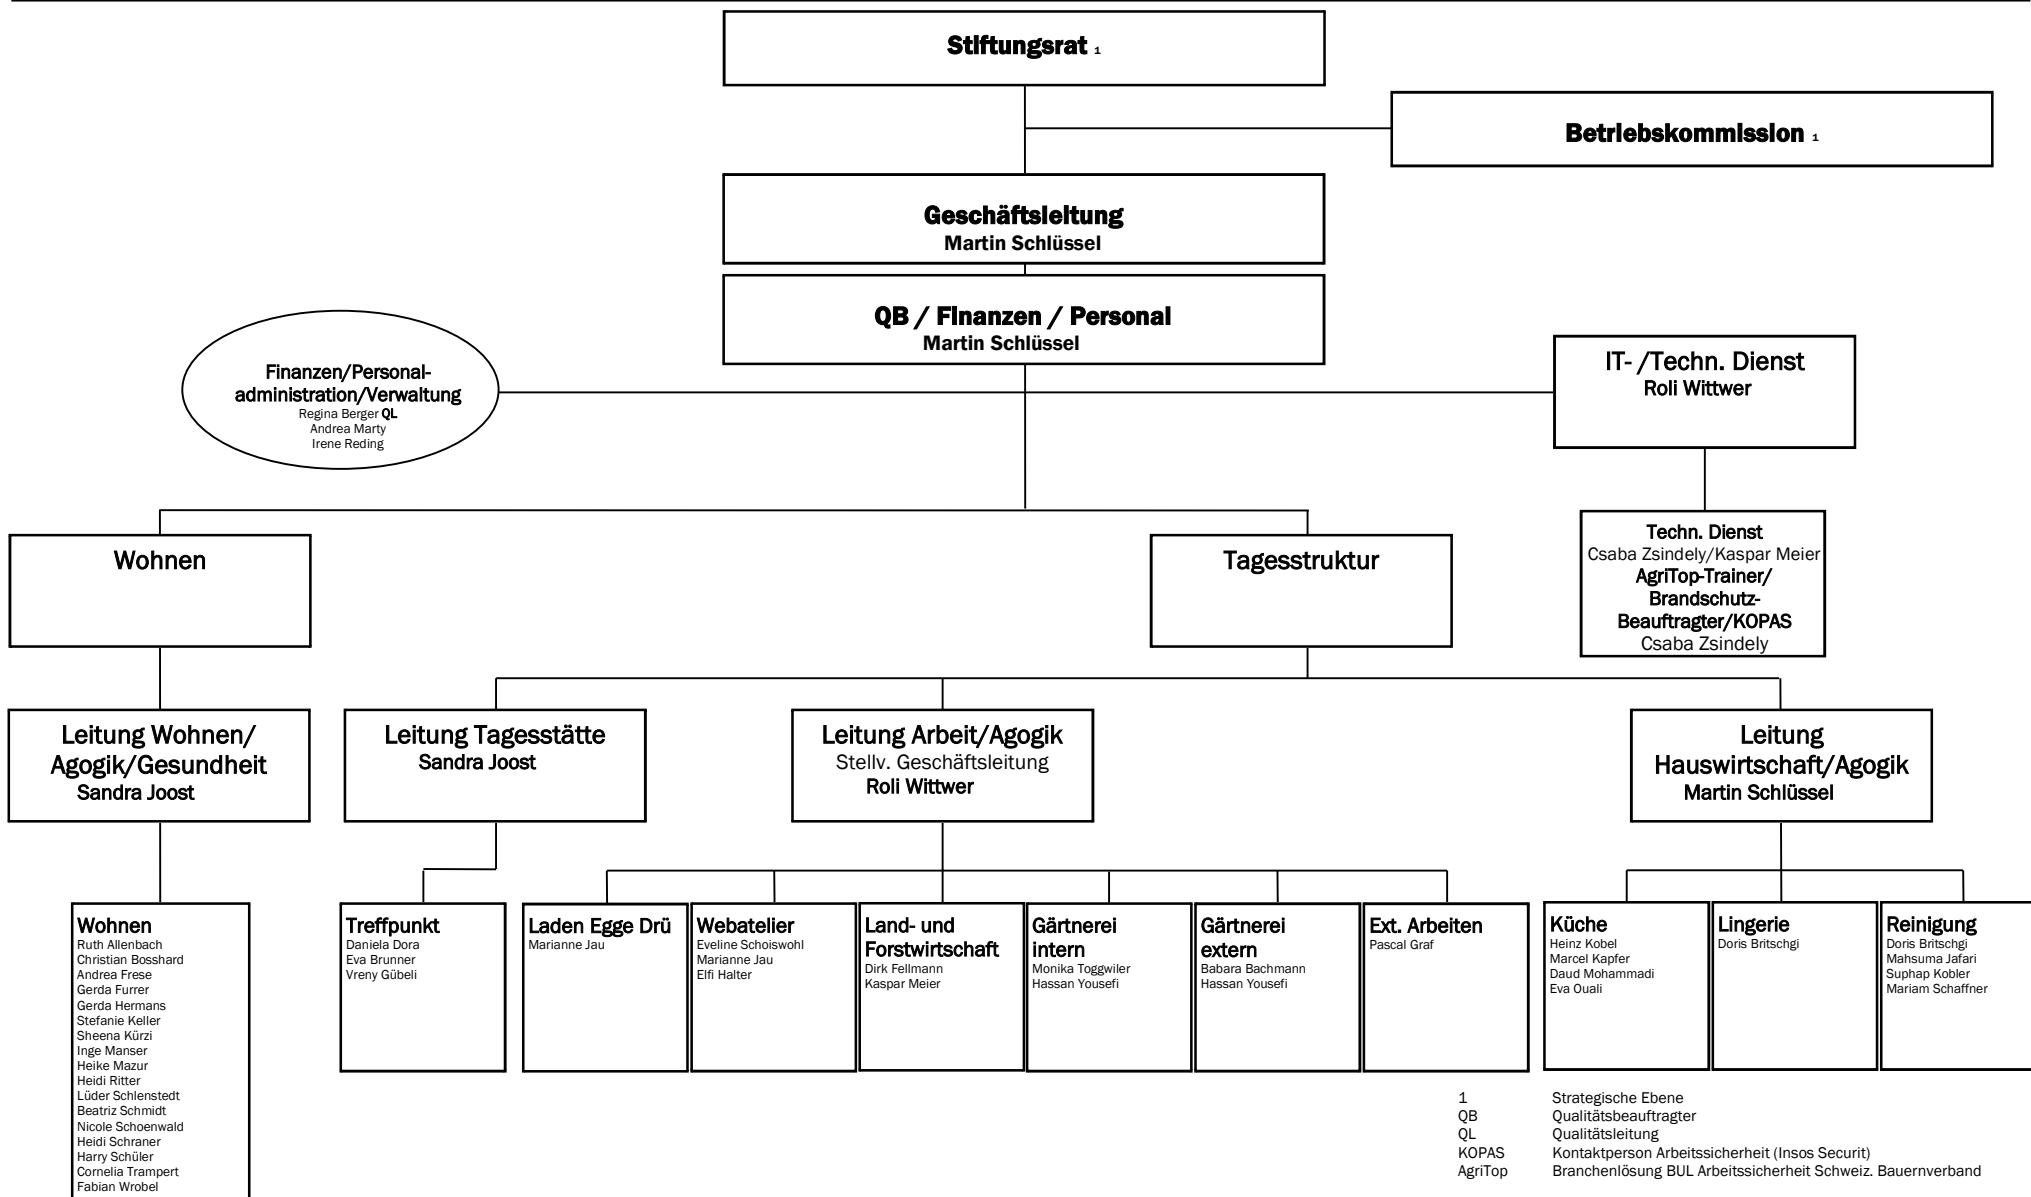 Stiftungsrat 1
Betriebskommission 1
Geschäftsleitung
Martin Schlüssel
QB / Finanzen / Personal
Martin Schlüssel
Finanzen/Personal-
administration/Verwaltung
Regina Berger QL
Andrea Marty
Irene Reding
IT- /Techn. Dienst
Roli Wittwer
Techn. Dienst
Csaba Zsindely/Kaspar Meier
AgriTop-Trainer/
Brandschutz-
Beauftragter/KOPAS
Csaba Zsindely
Wohnen
Tagesstruktur
Leitung Wohnen/
Agogik/Gesundheit
Sandra Joost
Leitung Tagesstätte
Sandra Joost
Leitung Arbeit/Agogik
Stellv. Geschäftsleitung
Roli Wittwer
Leitung
Hauswirtschaft/Agogik
Martin Schlüssel
Wohnen
Ruth Allenbach
Christian Bosshard
Andrea Frese
Gerda Furrer
Gerda Hermans
Stefanie Keller
Sheena Kürzi
Inge Manser
Heike Mazur
Heidi Ritter
Lüder Schlenstedt
Beatriz Schmidt
Nicole Schoenwald
Heidi Schraner
Harry Schüler
Cornelia Trampert
Fabian Wrobel
Treffpunkt
Daniela Dora
Eva Brunner
Vreny Gübeli
Laden Egge Drü
Marianne Jau
Webatelier
Eveline Schoiswohl
Marianne Jau
Elfi Halter
Land- und
Forstwirtschaft
Dirk Fellmann
Kaspar Meier
Gärtnerei
intern
Monika Toggwiler
Hassan Yousefi
Gärtnerei
extern
Babara Bachmann
Hassan Yousefi
Ext. Arbeiten
Pascal Graf
Küche
Heinz Kobel
Marcel Kapfer
Daud Mohammadi
Eva Ouali
Lingerie
Doris Britschgi
Reinigung
Doris Britschgi
Mahsuma Jafari
Suphap Kobler
Mariam Schaffner
1 Strategische Ebene
QB Qualitätsbeauftragter
QL Qualitätsleitung
KOPAS Kontaktperson Arbeitssicherheit (Insos Securit)
AgriTop Branchenlösung BUL Arbeitssicherheit Schweiz. Bauernverband